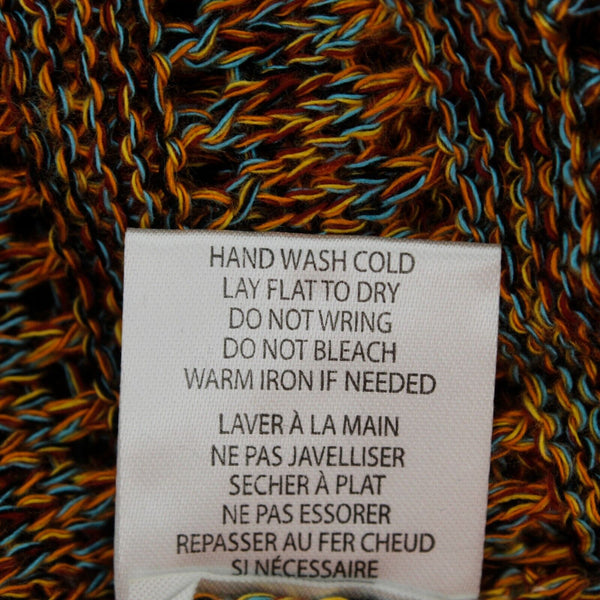 HAND WASH COLD
LAY FLAT TO DRY
DO NOT WRING
DO NOT BLEACH
WARM IRON IF NEEDED
LAVER À LA MAIN
NE PAS JAVELLISER
SECHER À PLAT
NE PAS ESSORER
REPASSER AU FER CHEUD
SI NÉCESSAIRE